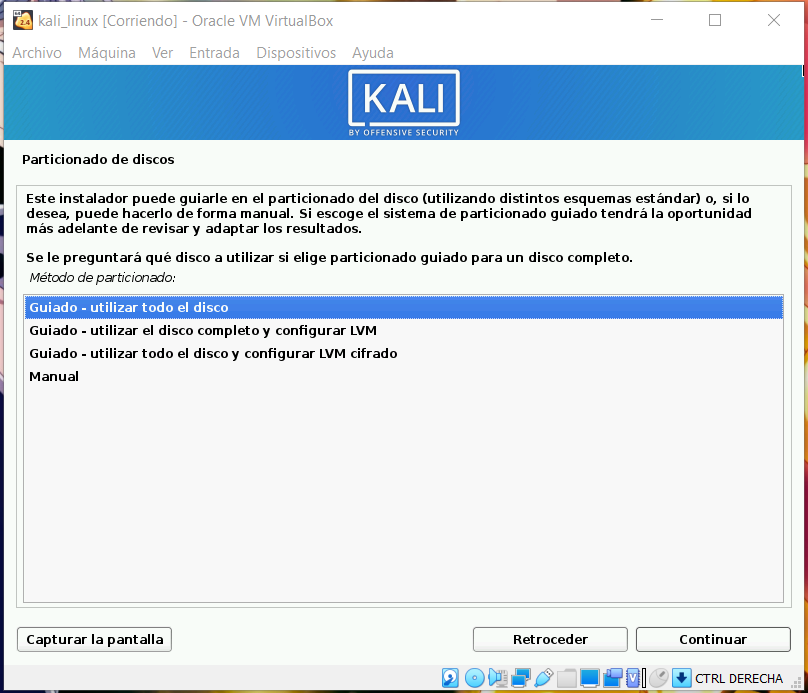 kali_linux [Corriendo] - Oracle VM VirtualBox
Archivo Máquina Ver Entrada Dispositivos Ayuda
KALI
BY OFFENSIVE SECURITY
Particionado de discos
Este instalador puede guiarle en el particionado del disco (utilizando distintos esquemas estándar) o, si lo
desea, puede hacerlo de forma manual. Si escoge el sistema de particionado guiado tendrá la oportunidad
más adelante de revisar y adaptar los resultados.
Se le preguntará qué disco a utilizar si elige particionado guiado para un disco completo.
Método de particionado:
Guiado - utilizar todo el disco
Guiado - utilizar el disco completo y configurar LVM
Guiado - utilizar todo el disco y configurar LVM cifrado
Manual
Capturar la pantalla Retroceder Continuar
CTRL DERECHA